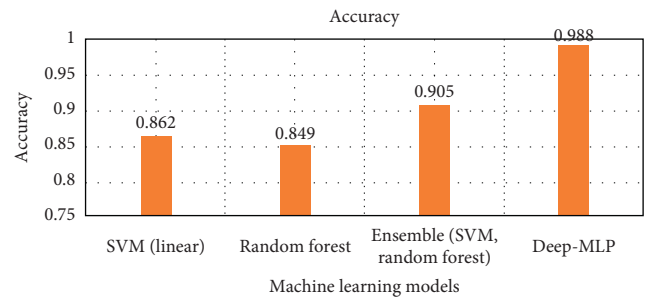 Accuracy
1
0.95
0.9
0.85
0.8
0.75
Accuracy
0.862
0.849
0.905
0.988
SVM (linear)
Random forest
Ensemble (SVM,
random forest)
Deep-MLP
Machine learning models